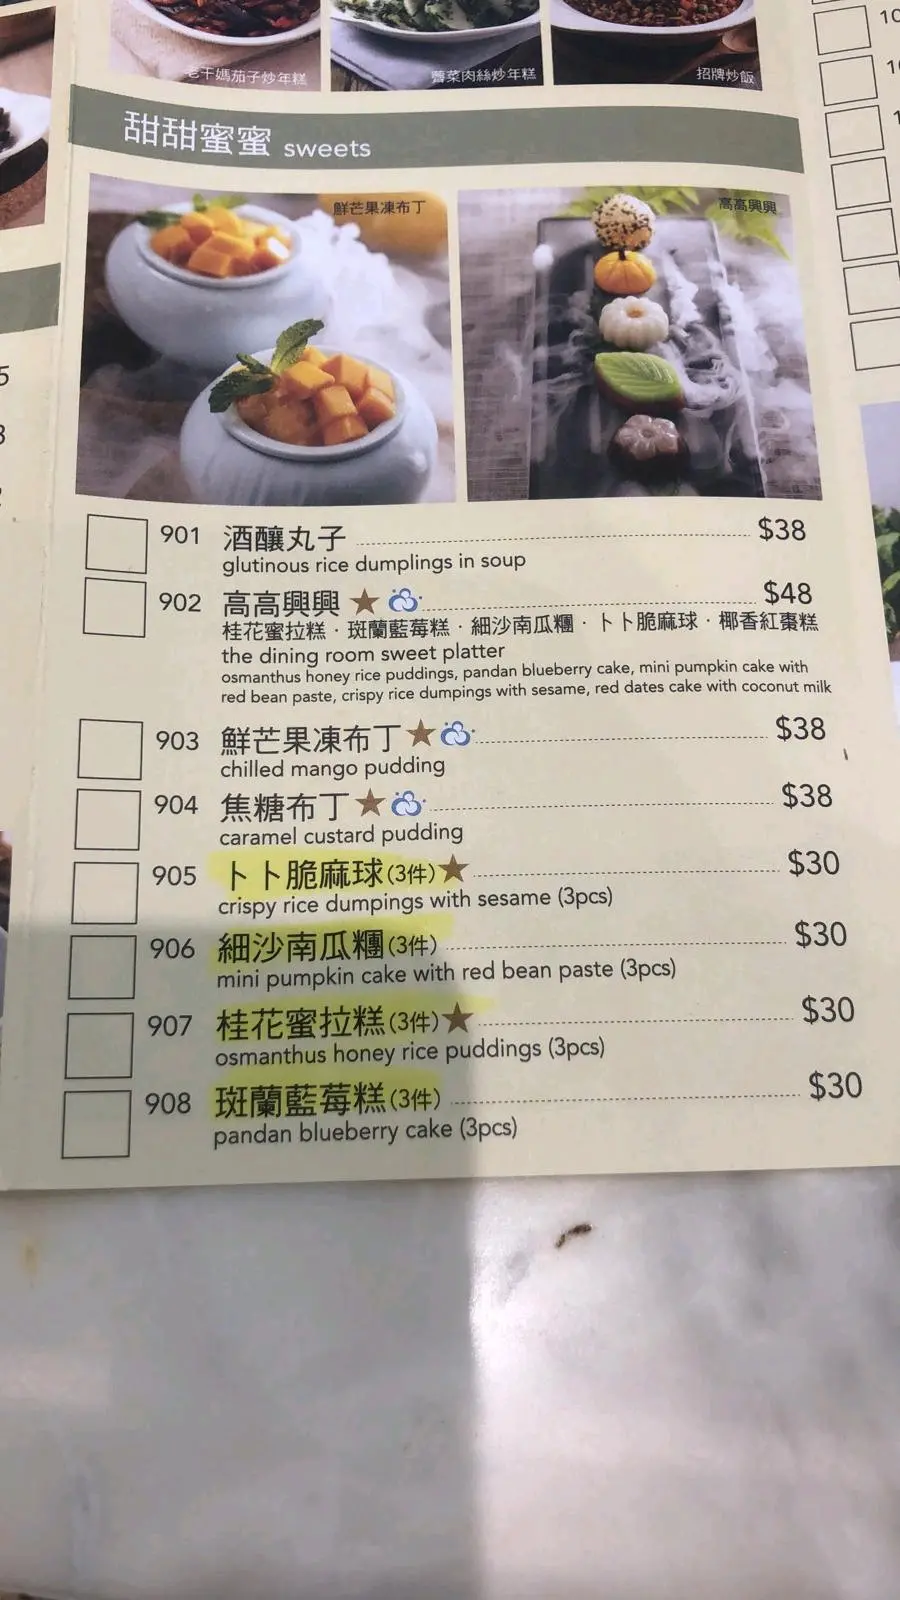 老干媽茄子炒年糕
薺菜肉絲炒年糕
招牌炒飯
甜甜蜜蜜 sweets
鮮芒果凍布丁
高高興興
901 酒釀丸子 $38
glutinous rice dumplings in soup
902 高高興興 $48
桂花蜜拉糕 · 斑蘭藍莓糕 · 細沙南瓜糰 · 卜卜脆麻球 · 椰香紅棗糕
the dining room sweet platter
osmanthus honey rice puddings, pandan blueberry cake, mini pumpkin cake with
red bean paste, crispy rice dumpings with sesame, red dates cake with coconut milk
903 鮮芒果凍布丁 $38
chilled mango pudding
904 焦糖布丁 $38
caramel custard pudding
905 卜卜脆麻球(3件) $30
crispy rice dumpings with sesame (3pcs)
906 細沙南瓜糰(3件) $30
mini pumpkin cake with red bean paste (3pcs)
907 桂花蜜拉糕(3件) $30
osmanthus honey rice puddings (3pcs)
908 斑蘭藍莓糕(3件) $30
pandan blueberry cake (3pcs)